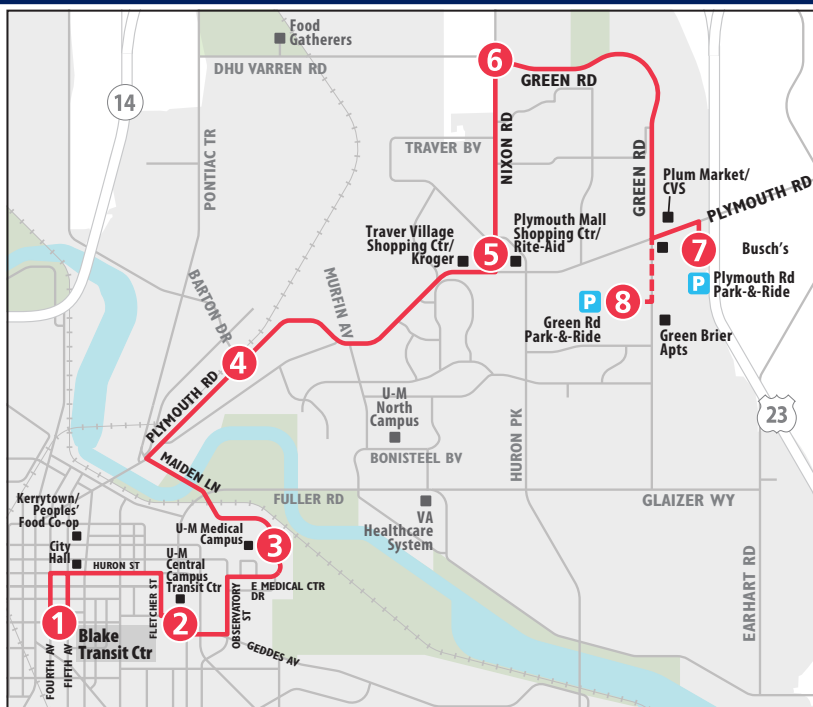 Food
Gatherers
DHU VARREN RD
6
GREEN RD
14
PONTIAC TR
TRAVER BV
NIXON RD
GREEN RD
Plum Market/
CVS
PLYMOUTH RD
Traver Village
Shopping Ctr/
Kroger
5
Plymouth Mall
Shopping Ctr/
Rite-Aid
7
Busch's
P
Plymouth Rd
Park-&-Ride
BARTON DR
MURFIN AV
P
8
Green Rd
Park-&-Ride
Green Brier
Apts
4
PLYMOUTH RD
U-M
North
Campus
HURON PK
23
BONISTEEL BV
MAIDEN LN
FULLER RD
GLAIZER WY
VA
Healthcare
System
Kerrytown/
Peoples'
Food Co-op
City
Hall
U-M Medical
Campus
3
HURON ST
U-M
Central
Campus
Transit Ctr
E MEDICAL CTR
DR
FLETCHER ST
OBSERVATORY
ST
EARHART RD
1
2
Blake
Transit Ctr
GEDDES AV
FOURTH AV
FIFTH AV